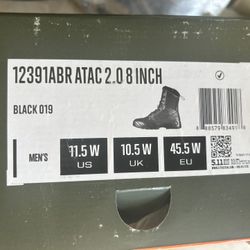 12391ABR ATAC 2.0 8 INCH
BLACK 019
MEN'S
11.5 W
US
10.5 W
UK
45.5 W
EU
5.11